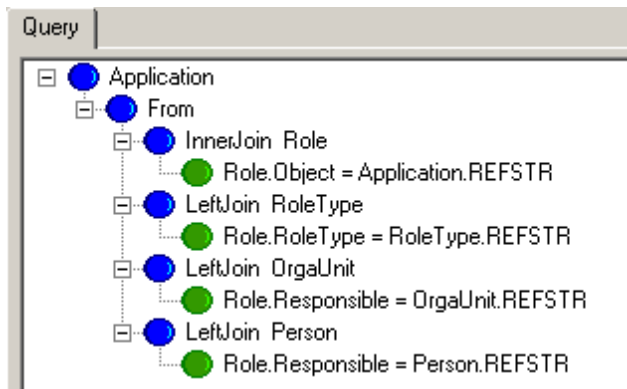 Query
Application
From
InnerJoin Role
Role.Object = Application.REFSTR
LeftJoin RoleType
Role.RoleType = RoleType.REFSTR
LeftJoin OrgaUnit
Role.Responsible = OrgaUnit.REFSTR
LeftJoin Person
Role.Responsible = Person.REFSTR